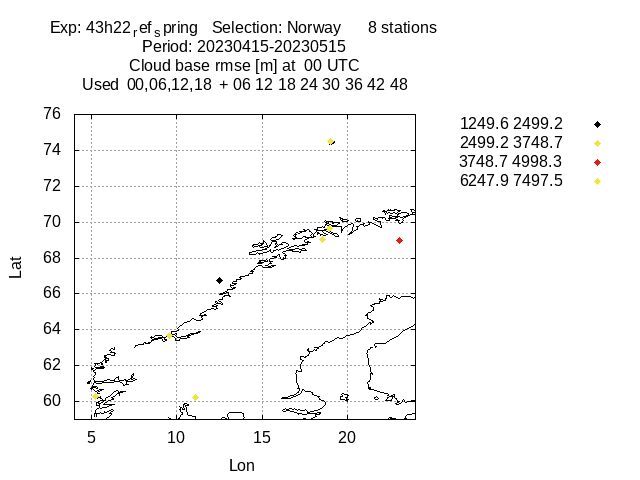 Exp: 43h22ref spring Selection: Norway 8 stations
Period: 20230415-20230515
Cloud base rmse [m] at 00 UTC
Used 00,06,12,18 + 06 12 18 24 30 36 42 48
1249.6 2499.2
2499.2 3748.7
3748.7 4998.3
6247.9 7497.5
76
74
72
70
68
66
64
62
60
Lat
5 10 15 20
Lon